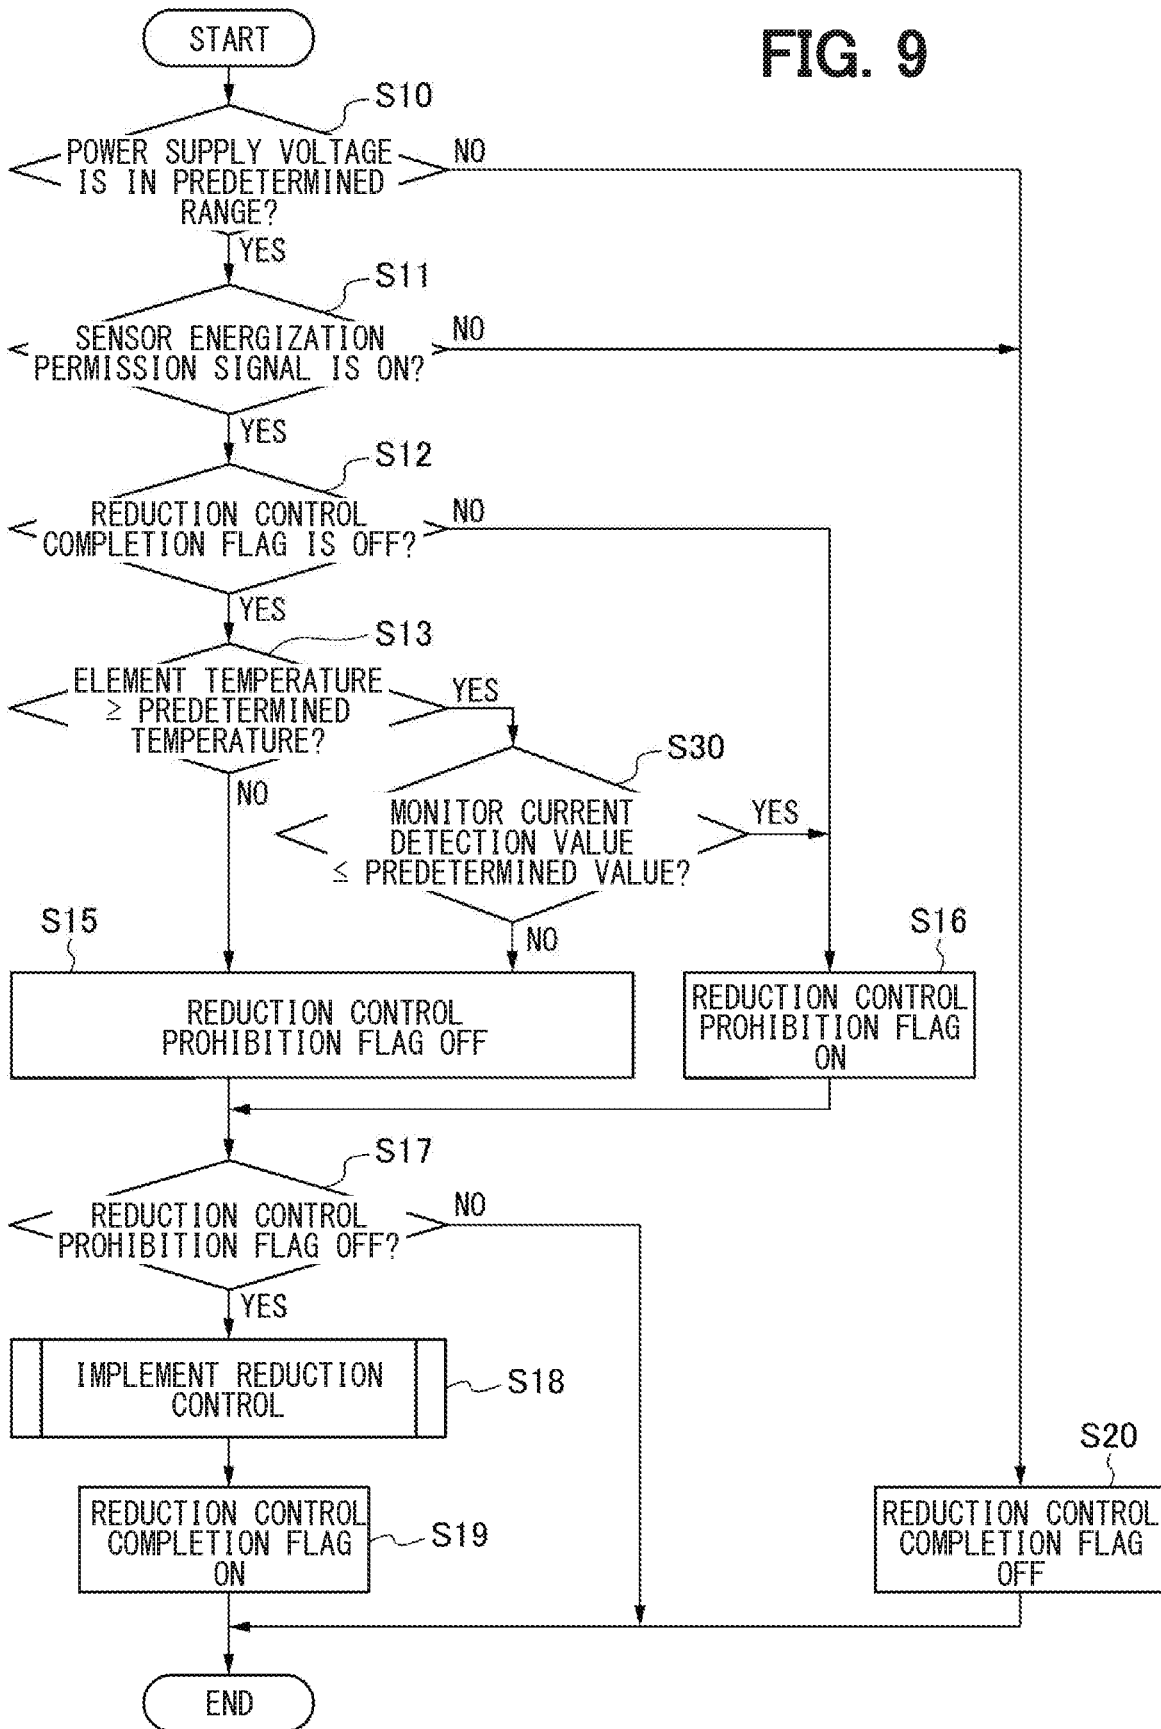 START
FIG. 9
S10
POWER SUPPLY VOLTAGE
IS IN PREDETERMINED
RANGE?
NO
YES
S11
SENSOR ENERGIZATION
PERMISSION SIGNAL IS ON?
NO
YES
S12
REDUCTION CONTROL
COMPLETION FLAG IS OFF?
NO
YES
S13
ELEMENT TEMPERATURE
≥ PREDETERMINED
TEMPERATURE?
YES
NO
S30
MONITOR CURRENT
DETECTION VALUE
≤ PREDETERMINED VALUE?
YES
NO
S15
REDUCTION CONTROL
PROHIBITION FLAG OFF
S16
REDUCTION CONTROL
PROHIBITION FLAG
ON
S17
REDUCTION CONTROL
PROHIBITION FLAG OFF?
NO
YES
IMPLEMENT REDUCTION
CONTROL
S18
REDUCTION CONTROL
COMPLETION FLAG
ON
S19
S20
REDUCTION CONTROL
COMPLETION FLAG
OFF
END